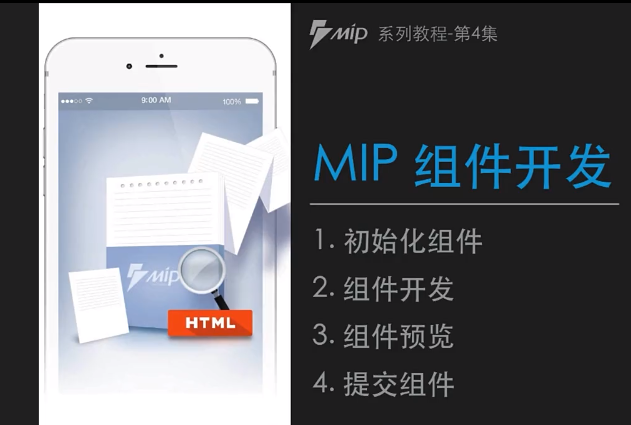 mip 系列教程-第4集
9:00 AM 100%
MIP 组件开发
1. 初始化组件
2. 组件开发
3. 组件预览
4. 提交组件
mip
HTML